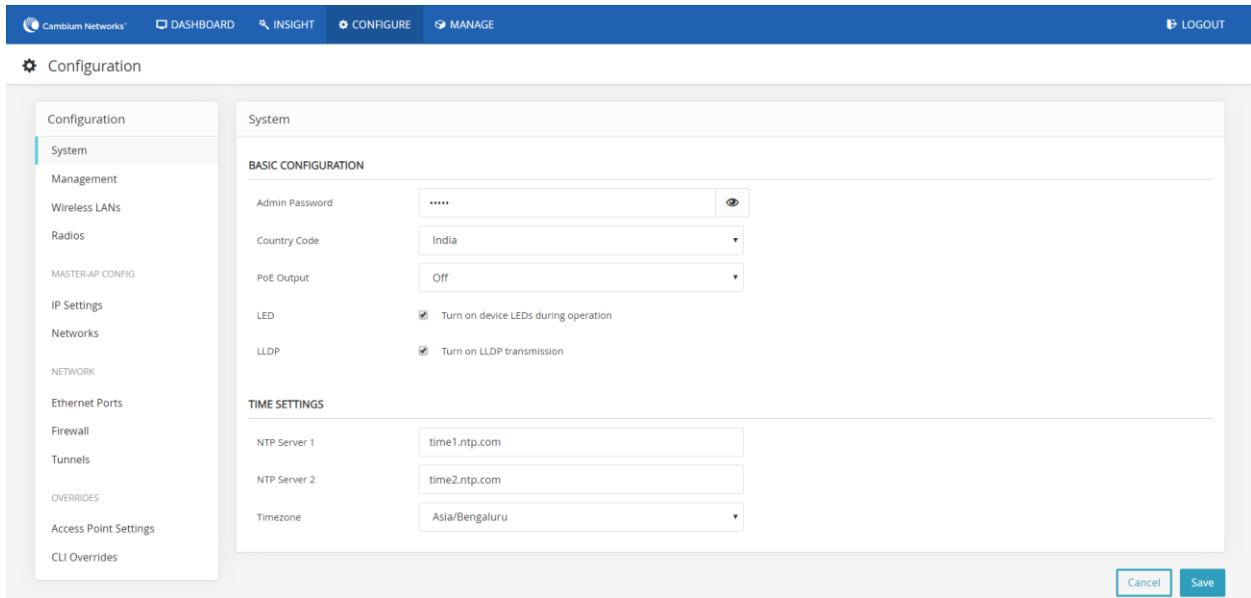 Cambium Networks™ DASHBOARD INSIGHT CONFIGURE MANAGE LOGOUT
Configuration
Configuration
System
Management
Wireless LANs
Radios
MASTER-AP CONFIG
IP Settings
Networks
NETWORK
Ethernet Ports
Firewall
Tunnels
OVERRIDES
Access Point Settings
CLI Overrides
System
BASIC CONFIGURATION
Admin Password •••••
Country Code India
PoE Output Off
LED Turn on device LEDs during operation
LLDP Turn on LLDP transmission
TIME SETTINGS
NTP Server 1 time1.ntp.com
NTP Server 2 time2.ntp.com
Timezone Asia/Bengaluru
Cancel Save